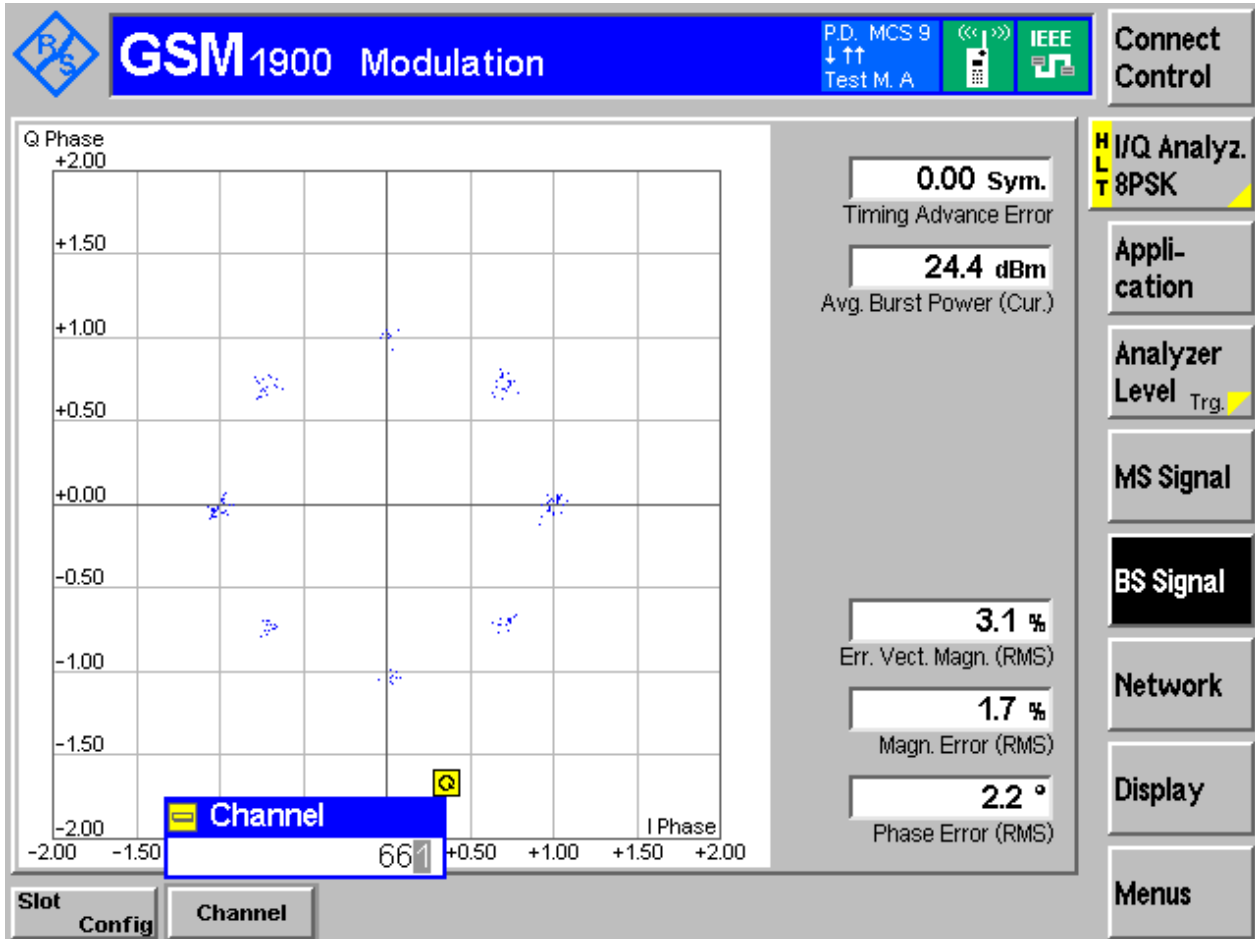 R/S
GSM 1900 Modulation
P.D. MCS 9
↓ ↑↑
Test M. A
IEEE
Connect
Control
Q Phase
+2.00
+1.50
+1.00
+0.50
+0.00
-0.50
-1.00
-1.50
-2.00
-2.00 -1.50 +0.50 +1.00 +1.50 +2.00
I Phase
Q
Channel
661
0.00 Sym.
Timing Advance Error
24.4 dBm
Avg. Burst Power (Cur.)
3.1 %
Err. Vect. Magn. (RMS)
1.7 %
Magn. Error (RMS)
2.2 °
Phase Error (RMS)
HLT
I/Q Analyz.
8PSK
Appli-
cation
Analyzer
Level Trg.
MS Signal
BS Signal
Network
Display
Menus
Slot
Config
Channel